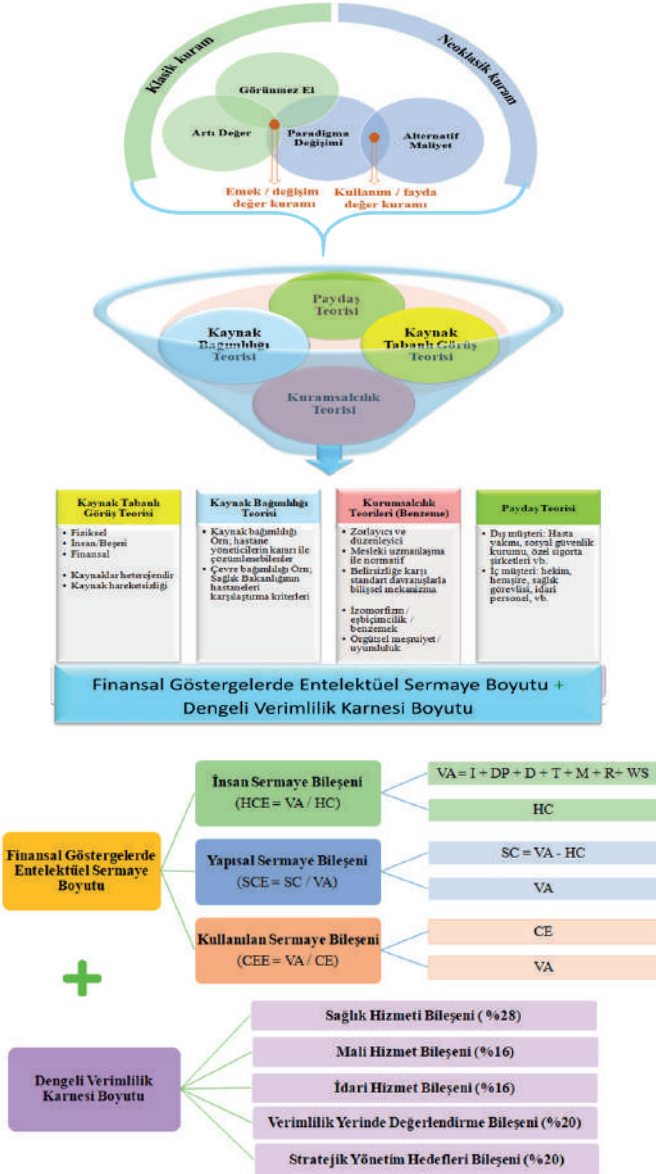 Klasik kuram
Neoklasik kuram
Görünmez El
Artı Değer
Paradigma
Değişimi
Alternatif
Maliyet
Emek / değişim
değer kuramı
Kullanım / fayda
değer kuramı
Paydaş
Teorisi
Kaynak
Bağımlılığı
Teorisi
Kaynak
Tabanlı Görüş
Teorisi
Kuramsalcılık
Teorisi
Kaynak Tabanlı
Görüş Teorisi
• Fiziksel
• İnsan/Beşeri
• Finansal
• Kaynaklar heterojendir
• Kaynak hareketsizliği
Kaynak Bağımlılığı
Teorisi
• Kaynak bağımlılığı
Örn; hastane
yöneticilerin kararı ile
çözümlenebilenler
• Çevre bağımlılığı Örn;
Sağlık Bakanlığının
hastaneleri
karşılaştırma kriterleri
Kurumsalcılık
Teorileri (Benzeme)
• Zorlayıcı ve
düzenleyici
• Mesleki uzmanlaşma
ile normatif
• Belirsizliğe karşı
standart davranışlarla
bilişsel mekanizma
• İzomorfizm /
eşbiçimcilik /
benzemek
• Örgütsel meşruiyet /
uyumluluk
Paydaş Teorisi
• Dış müşteri: Hasta
yakını, sosyal güvenlik
kurumu, özel sigorta
şirketleri vb.
• İç müşteri: hekim,
hemşire, sağlık
görevlisi, idari
personel, vb.
Finansal Göstergelerde Entelektüel Sermaye Boyutu +
Dengeli Verimlilik Karnesi Boyutu
Finansal Göstergelerde
Entelektüel Sermaye
Boyutu
İnsan Sermaye Bileşeni
(HCE = VA / HC)
VA = I + DP + D + T + M + R+ WS
HC
Yapısal Sermaye Bileşeni
(SCE = SC / VA)
SC = VA - HC
VA
Kullanılan Sermaye Bileşeni
(CEE = VA / CE)
CE
VA
+
Dengeli Verimlilik
Karnesi Boyutu
Sağlık Hizmeti Bileşeni ( %28)
Mali Hizmet Bileşeni (%16)
İdari Hizmet Bileşeni (%16)
Verimlilik Yerinde Değerlendirme Bileşeni (%20)
Stratejik Yönetim Hedefleri Bileşeni (%20)